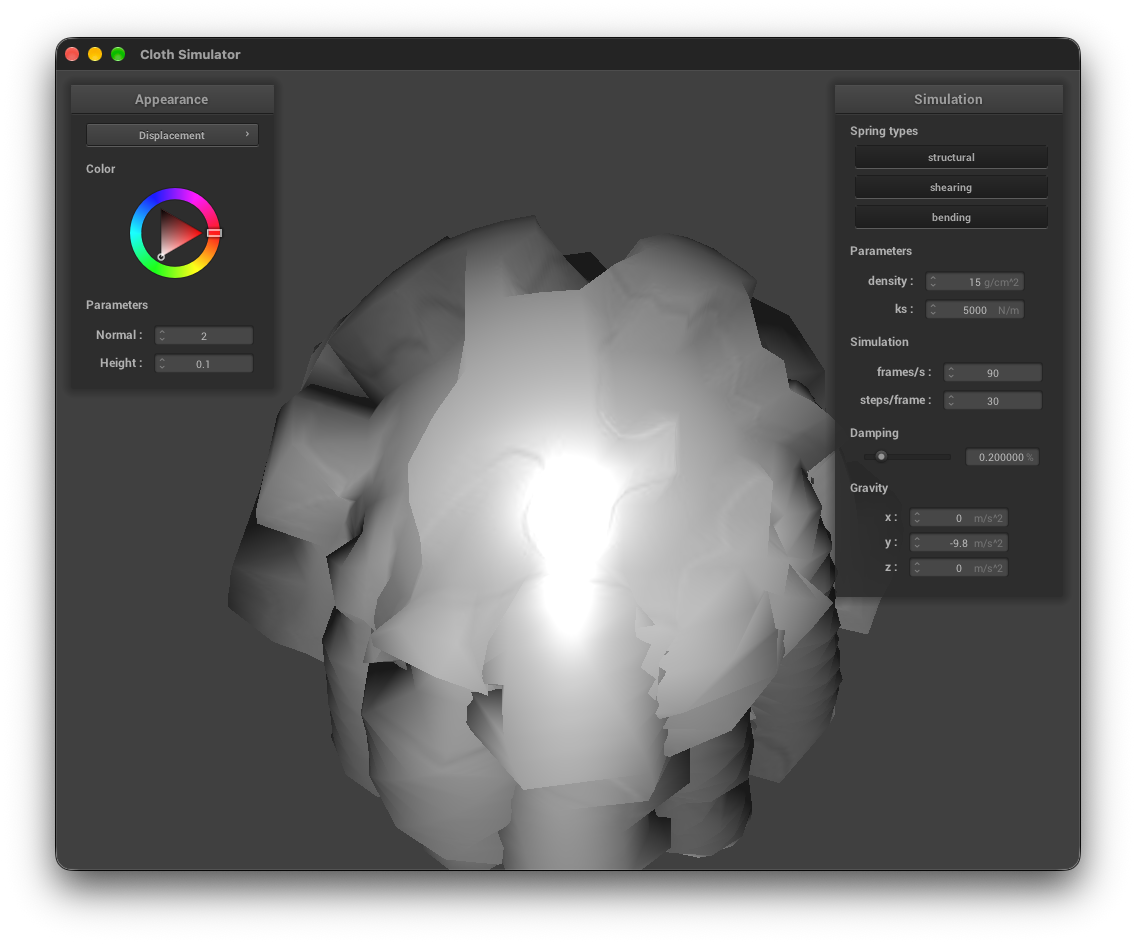 Cloth Simulator
Appearance
Displacement
Color
Parameters
Normal : 2
Height : 0.1
Simulation
Spring types
structural
shearing
bending
Parameters
density : 15 g/cm^2
ks : 5000 N/m
Simulation
frames/s : 90
steps/frame : 30
Damping
0.200000 %
Gravity
x : 0 m/s^2
y : -9.8 m/s^2
z : 0 m/s^2